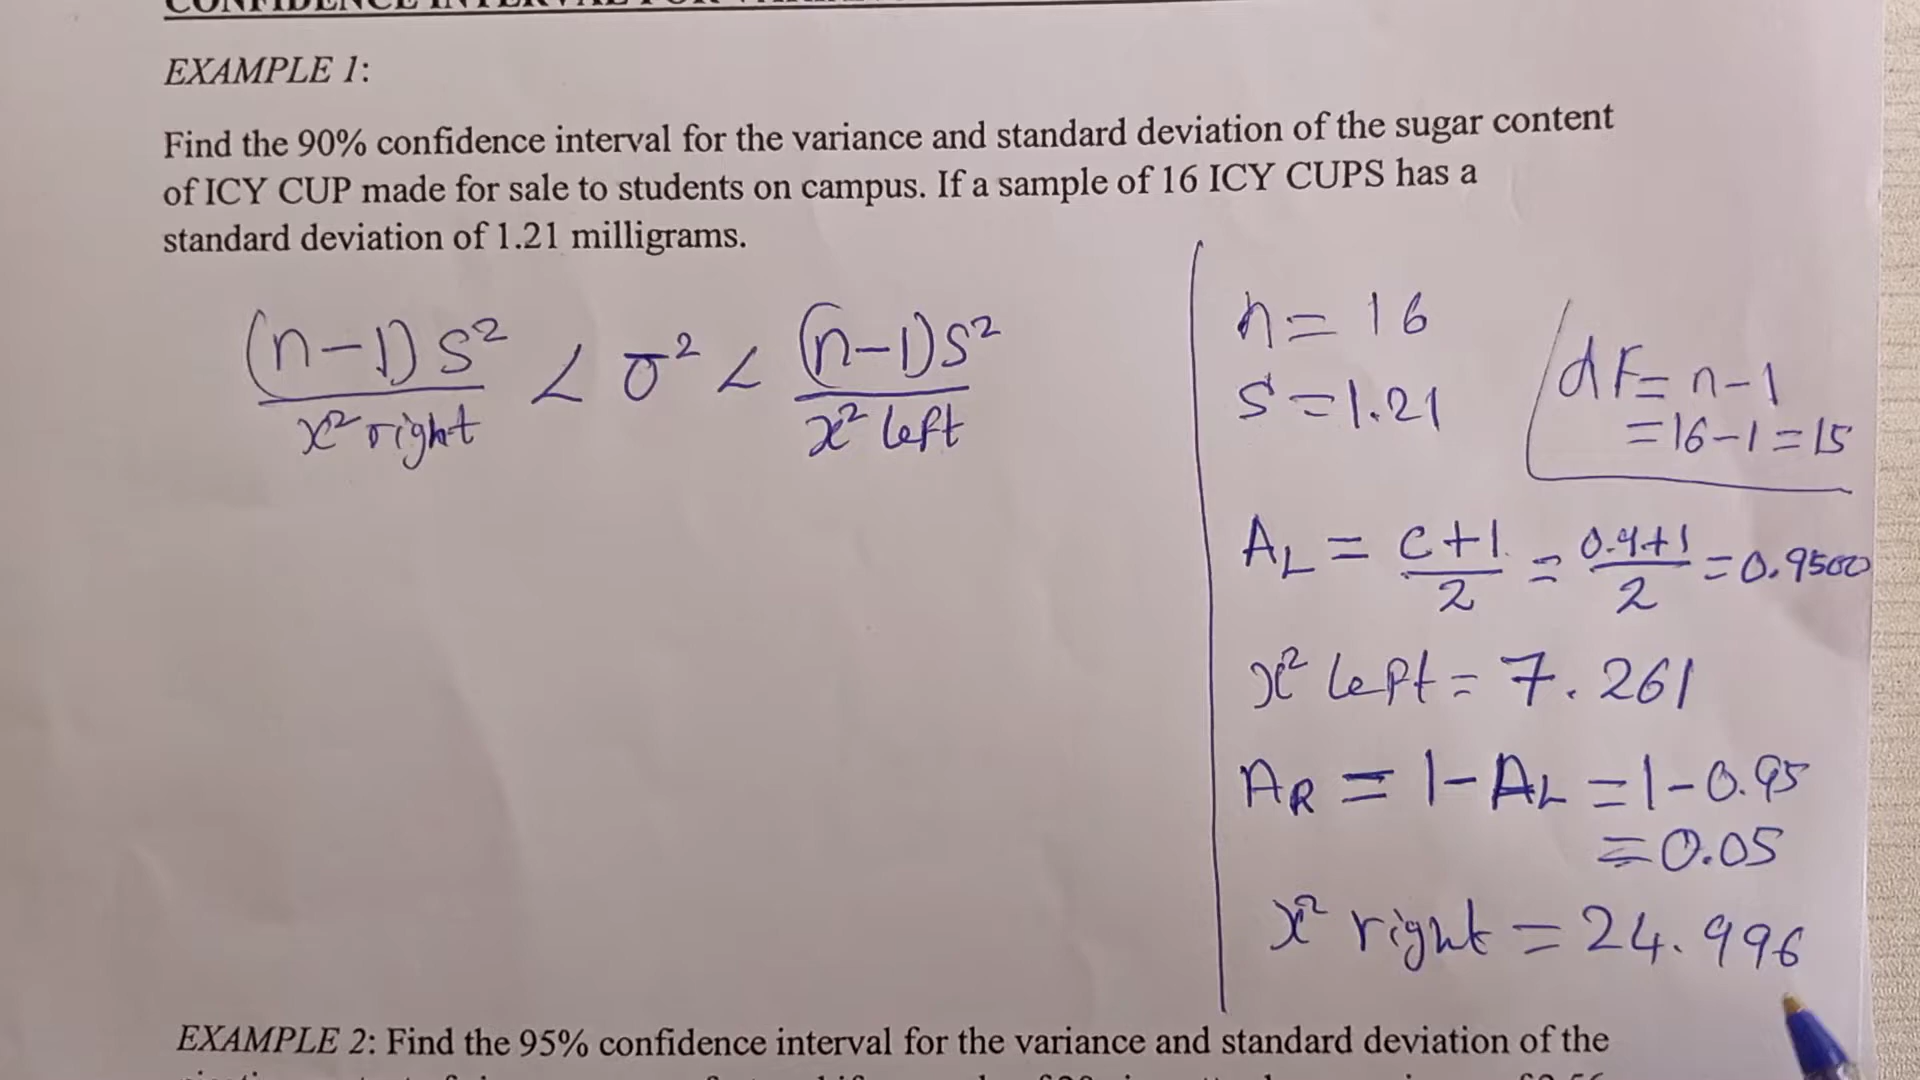 EXAMPLE 1:
Find the 90% confidence interval for the variance and standard deviation of the sugar content
of ICY CUP made for sale to students on campus. If a sample of 16 ICY CUPS has a
standard deviation of 1.21 milligrams.
(n-1)S² / x² right < σ² < (n-1)S² / x² left
n = 16
S = 1.21
dF = n-1
= 16-1 = 15
A_L = c+1 / 2 = 0.9+1 / 2 = 0.9500
x² left = 7.261
A_R = 1 - A_L = 1 - 0.95
= 0.05
x² right = 24.996
EXAMPLE 2: Find the 95% confidence interval for the variance and standard deviation of the